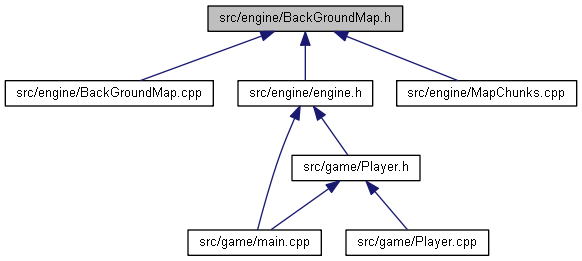 src/engine/BackGroundMap.h
src/engine/BackGroundMap.cpp
src/engine/engine.h
src/engine/MapChunks.cpp
src/game/Player.h
src/game/main.cpp
src/game/Player.cpp